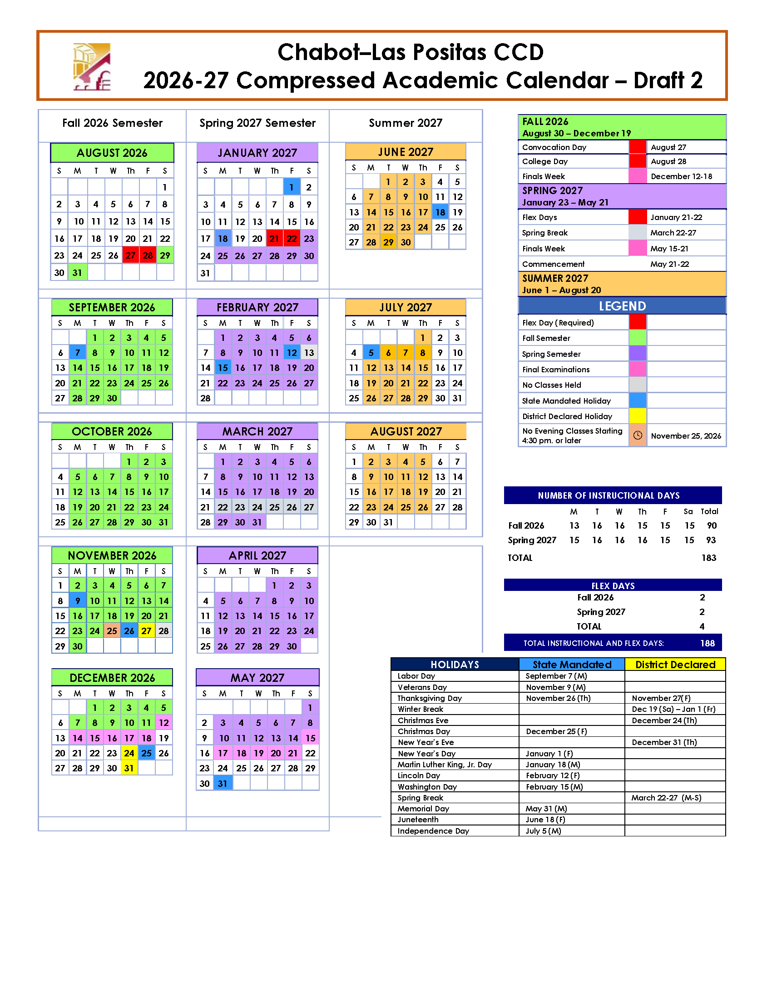 Chabot–Las Positas CCD
2026-27 Compressed Academic Calendar – Draft 2
Fall 2026 Semester
AUGUST 2026
S M T W Th F S
1
2 3 4 5 6 7 8
9 10 11 12 13 14 15
16 17 18 19 20 21 22
23 24 25 26 27 28 29
30 31
SEPTEMBER 2026
S M T W Th F S
1 2 3 4 5
6 7 8 9 10 11 12
13 14 15 16 17 18 19
20 21 22 23 24 25 26
27 28 29 30
OCTOBER 2026
S M T W Th F S
1 2 3
4 5 6 7 8 9 10
11 12 13 14 15 16 17
18 19 20 21 22 23 24
25 26 27 28 29 30 31
NOVEMBER 2026
S M T W Th F S
1 2 3 4 5 6 7
8 9 10 11 12 13 14
15 16 17 18 19 20 21
22 23 24 25 26 27 28
29 30
DECEMBER 2026
S M T W Th F S
1 2 3 4 5
6 7 8 9 10 11 12
13 14 15 16 17 18 19
20 21 22 23 24 25 26
27 28 29 30 31
Spring 2027 Semester
JANUARY 2027
S M T W Th F S
1 2
3 4 5 6 7 8 9
10 11 12 13 14 15 16
17 18 19 20 21 22 23
24 25 26 27 28 29 30
31
FEBRUARY 2027
S M T W Th F S
1 2 3 4 5 6
7 8 9 10 11 12 13
14 15 16 17 18 19 20
21 22 23 24 25 26 27
28
MARCH 2027
S M T W Th F S
1 2 3 4 5 6
7 8 9 10 11 12 13
14 15 16 17 18 19 20
21 22 23 24 25 26 27
28 29 30 31
APRIL 2027
S M T W Th F S
1 2 3
4 5 6 7 8 9 10
11 12 13 14 15 16 17
18 19 20 21 22 23 24
25 26 27 28 29 30
MAY 2027
S M T W Th F S
1
2 3 4 5 6 7 8
9 10 11 12 13 14 15
16 17 18 19 20 21 22
23 24 25 26 27 28 29
30 31
Summer 2027
JUNE 2027
S M T W Th F S
1 2 3 4 5
6 7 8 9 10 11 12
13 14 15 16 17 18 19
20 21 22 23 24 25 26
27 28 29 30
JULY 2027
S M T W Th F S
1 2 3
4 5 6 7 8 9 10
11 12 13 14 15 16 17
18 19 20 21 22 23 24
25 26 27 28 29 30 31
AUGUST 2027
S M T W Th F S
1 2 3 4 5 6 7
8 9 10 11 12 13 14
15 16 17 18 19 20 21
22 23 24 25 26 27 28
29 30 31
FALL 2026
August 30 – December 19
Convocation Day August 27
College Day August 28
Finals Week December 12-18
SPRING 2027
January 23 – May 21
Flex Days January 21-22
Spring Break March 22-27
Finals Week May 15-21
Commencement May 21-22
SUMMER 2027
June 1 – August 20
LEGEND
Flex Day (Required)
Fall Semester
Spring Semester
Final Examinations
No Classes Held
State Mandated Holiday
District Declared Holiday
No Evening Classes Starting
4:30 pm. or later November 25, 2026
NUMBER OF INSTRUCTIONAL DAYS
M T W Th F Sa Total
Fall 2026 13 16 16 15 15 15 90
Spring 2027 15 16 16 16 15 15 93
TOTAL 183
FLEX DAYS
Fall 2026 2
Spring 2027 2
TOTAL 4
TOTAL INSTRUCTIONAL AND FLEX DAYS: 188
HOLIDAYS State Mandated District Declared
Labor Day September 7 (M)
Veterans Day November 9 (M)
Thanksgiving Day November 26 (Th) November 27(F)
Winter Break Dec 19 (Sa) – Jan 1 (Fr)
Christmas Eve December 24 (Th)
Christmas Day December 25 (F)
New Year's Eve December 31 (Th)
New Year's Day January 1 (F)
Martin Luther King, Jr. Day January 18 (M)
Lincoln Day February 12 (F)
Washington Day February 15 (M)
Spring Break March 22-27 (M-S)
Memorial Day May 31 (M)
Juneteenth June 18 (F)
Independence Day July 5 (M)